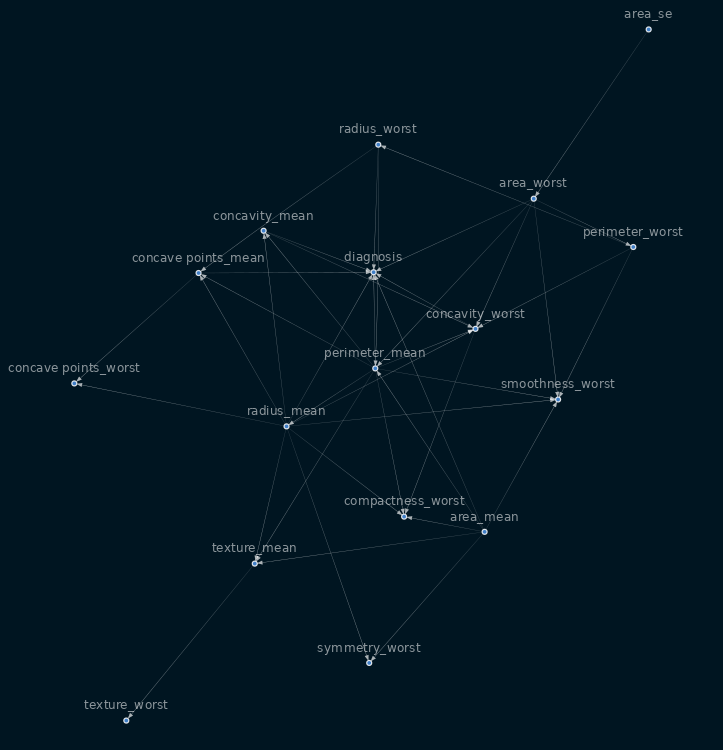 area_se
radius_worst
area_worst
concavity_mean
perimeter_worst
concave points_mean
diagnosis
concavity_worst
perimeter_mean
concave points_worst
smoothness_worst
radius_mean
compactness_worst
area_mean
texture_mean
symmetry_worst
texture_worst